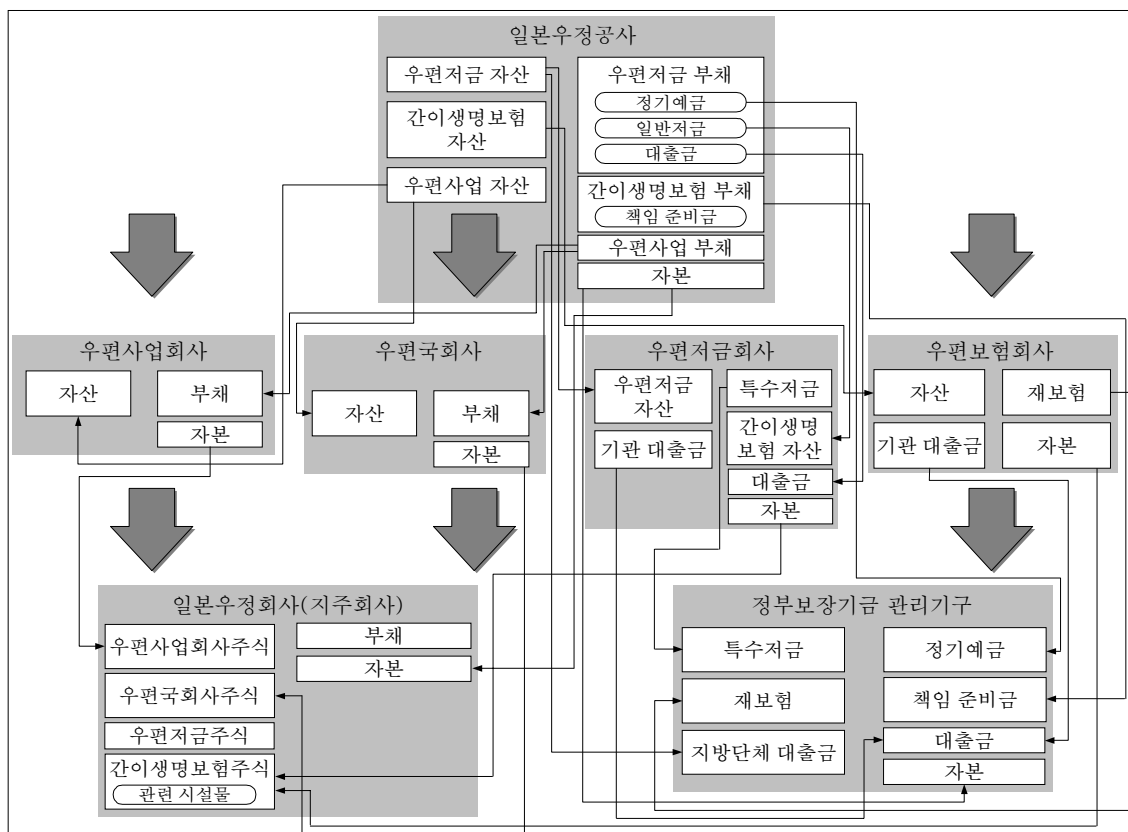 일본우정공사
우편저금 자산
간이생명보험
자산
우편사업 자산
우편저금 부채
정기예금
일반저금
대출금
간이생명보험 부채
책임 준비금
우편사업 부채
자본
우편사업회사
자산
부채
자본
우편국회사
자산
부채
자본
우편저금회사
우편저금
자산
기관 대출금
특수저금
간이생명
보험 자산
대출금
자본
우편보험회사
자산
재보험
기관 대출금
자본
일본우정회사(지주회사)
우편사업회사주식
우편국회사주식
우편저금주식
간이생명보험주식
관련 시설물
부채
자본
정부보장기금 관리기구
특수저금
재보험
지방단체 대출금
정기예금
책임 준비금
대출금
자본